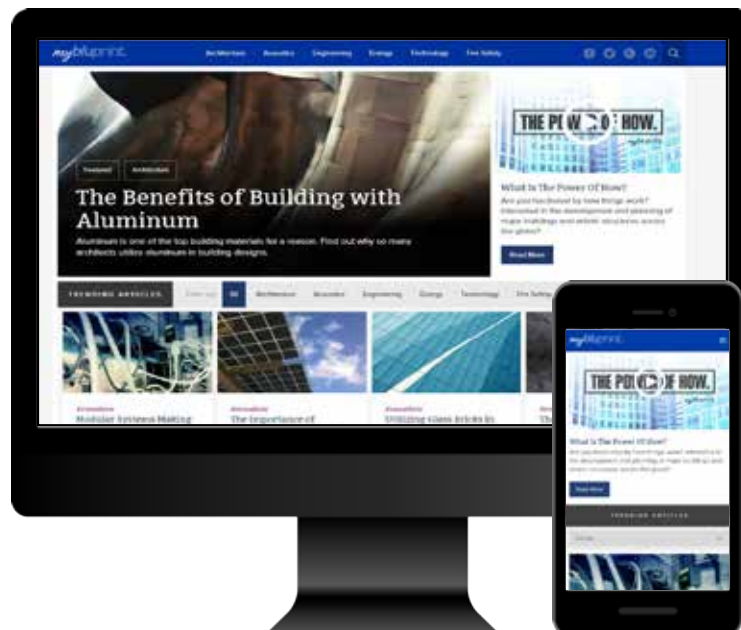 mybluprint.
Architecture Acoustics Engineering Energy Technology Fire Safety
Featured Architecture
The Benefits of Building with
Aluminum
Aluminum is one of the top building materials for a reason. Find out why so many
architects utilize aluminum in building designs.
THE POWER OF HOW.
What Is The Power Of How?
Are you fascinated by how things work?
Interested in the development and planning of
major buildings and artistic structures across
the globe?
Read More
TRENDING ARTICLES
All Architecture Acoustics Engineering Energy Technology Fire Safety
Modular Systems Making
The Importance of
Utilizing Glass Bricks in
mybluprint.
THE POWER OF HOW.
What Is The Power Of How?
Read More
TRENDING ARTICLES